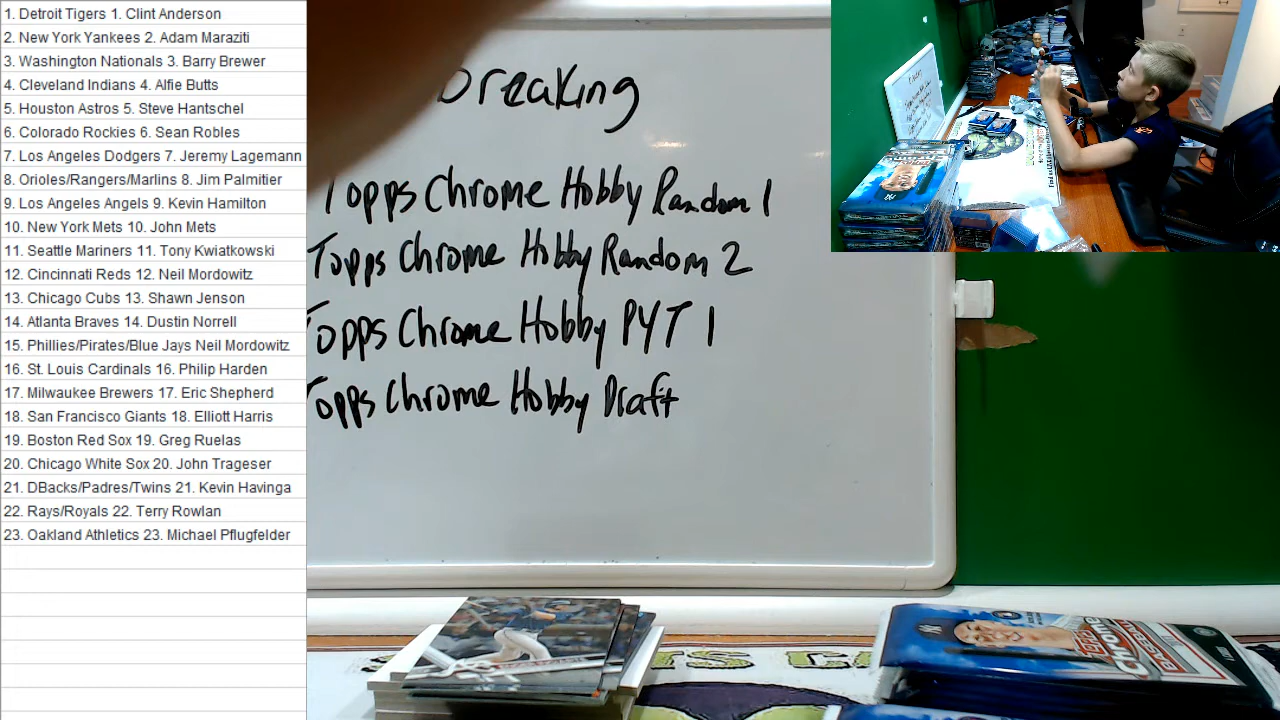 1. Detroit Tigers 1. Clint Anderson
2. New York Yankees 2. Adam Maraziti
3. Washington Nationals 3. Barry Brewer
4. Cleveland Indians 4. Alfie Butts
5. Houston Astros 5. Steve Hantschel
6. Colorado Rockies 6. Sean Robles
7. Los Angeles Dodgers 7. Jeremy Lagemann
8. Orioles/Rangers/Marlins 8. Jim Palmitier
9. Los Angeles Angels 9. Kevin Hamilton
10. New York Mets 10. John Mets
11. Seattle Mariners 11. Tony Kwiatkowski
12. Cincinnati Reds 12. Neil Mordowitz
13. Chicago Cubs 13. Shawn Jenson
14. Atlanta Braves 14. Dustin Norrell
15. Phillies/Pirates/Blue Jays Neil Mordowitz
16. St. Louis Cardinals 16. Philip Harden
17. Milwaukee Brewers 17. Eric Shepherd
18. San Francisco Giants 18. Elliott Harris
19. Boston Red Sox 19. Greg Ruelas
20. Chicago White Sox 20. John Trageser
21. DBacks/Padres/Twins 21. Kevin Havinga
22. Rays/Royals 22. Terry Rowlan
23. Oakland Athletics 23. Michael Pflugfelder
breaking
Topps Chrome Hobby Random 1
Topps Chrome Hobby Random 2
Topps Chrome Hobby PYT 1
Topps Chrome Hobby Draft
Chrome